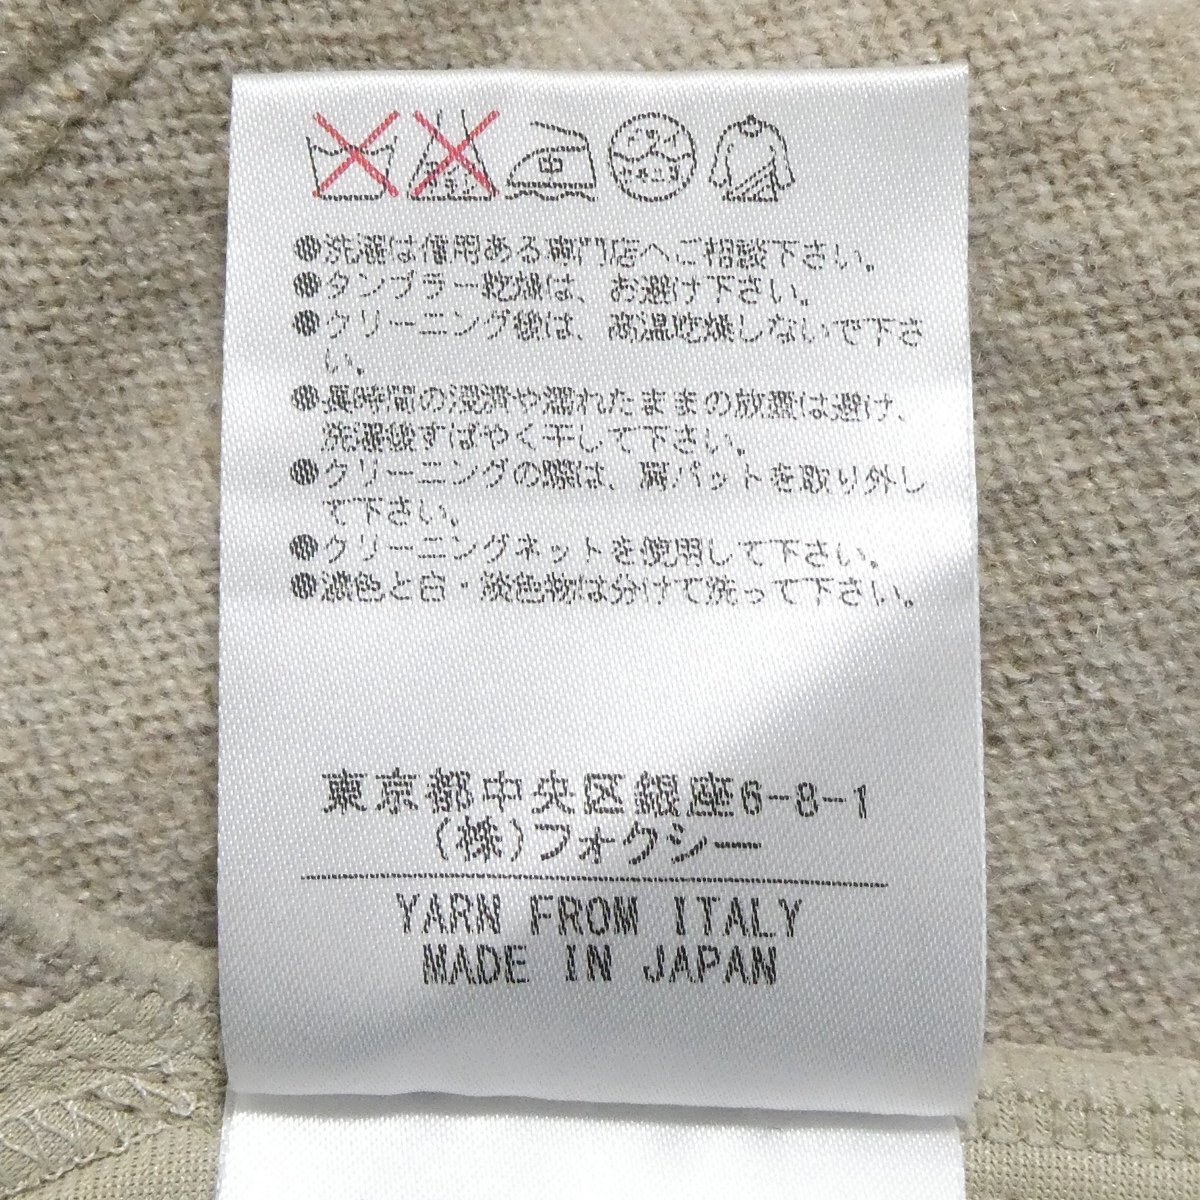 中
●洗濯は信用ある専門店へご相談下さい。
●タンブラー乾燥は、お避け下さい。
●クリーニング後は、高温乾燥しないで下さ
い。
●長時間の浸漬や濡れたままの放置は避け、
洗濯後すばやく干して下さい。
●クリーニングの際は、肩パットを取り外し
て下さい。
●クリーニングネットを使用して下さい。
●濃色と白・淡色物は分けて洗って下さい。
東京都中央区銀座6-8-1
(株)フォクシー
YARN FROM ITALY
MADE IN JAPAN